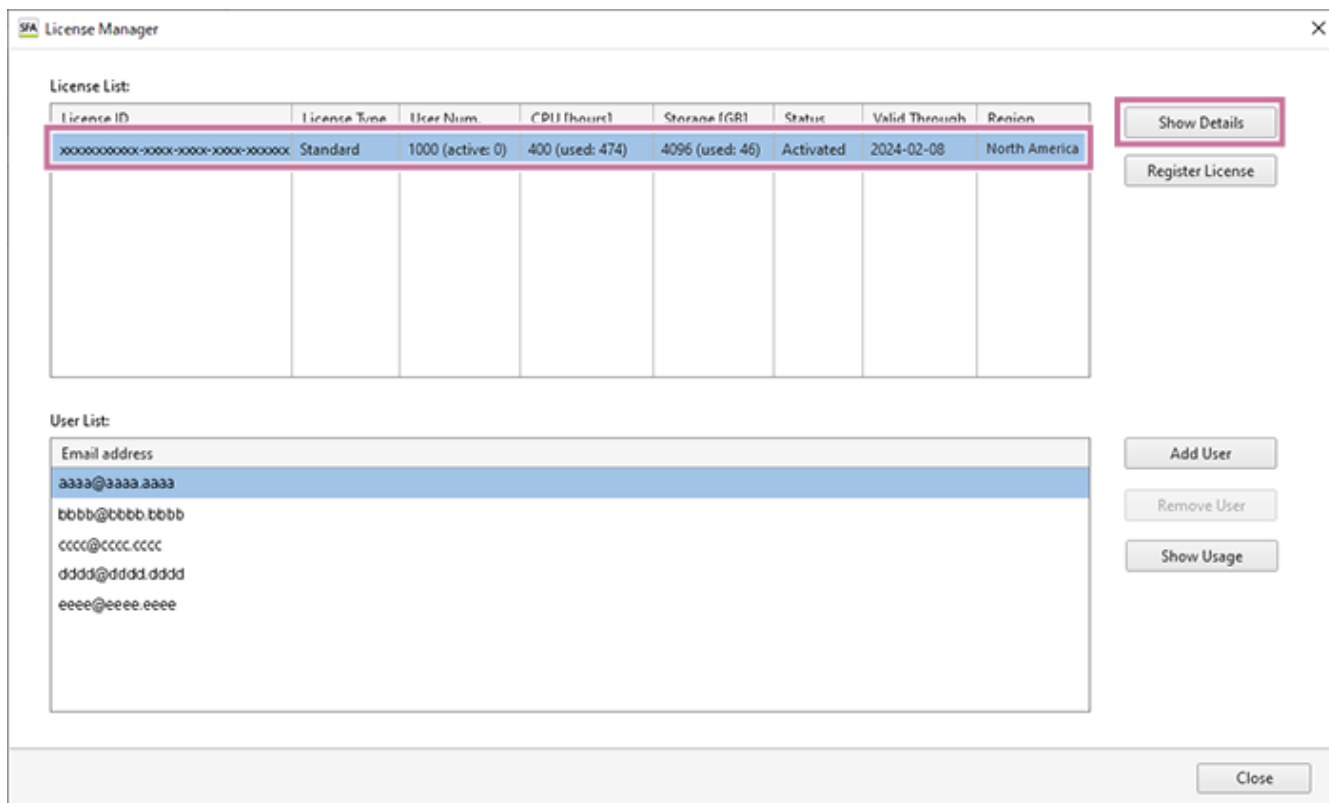 SFA License Manager
License List:
License ID License Type User Num. CPU [hours] Storage [GB] Status Valid Through Region
xxxxxxxxxxx-xxxx-xxxx-xxxx-xxxxxx Standard 1000 (active: 0) 400 (used: 474) 4096 (used: 46) Activated 2024-02-08 North America
Show Details
Register License
User List:
Email address
aaaa@aaaa.aaaa
bbbb@bbbb.bbbb
cccc@cccc.cccc
dddd@dddd.dddd
eeee@eeee.eeee
Add User
Remove User
Show Usage
Close